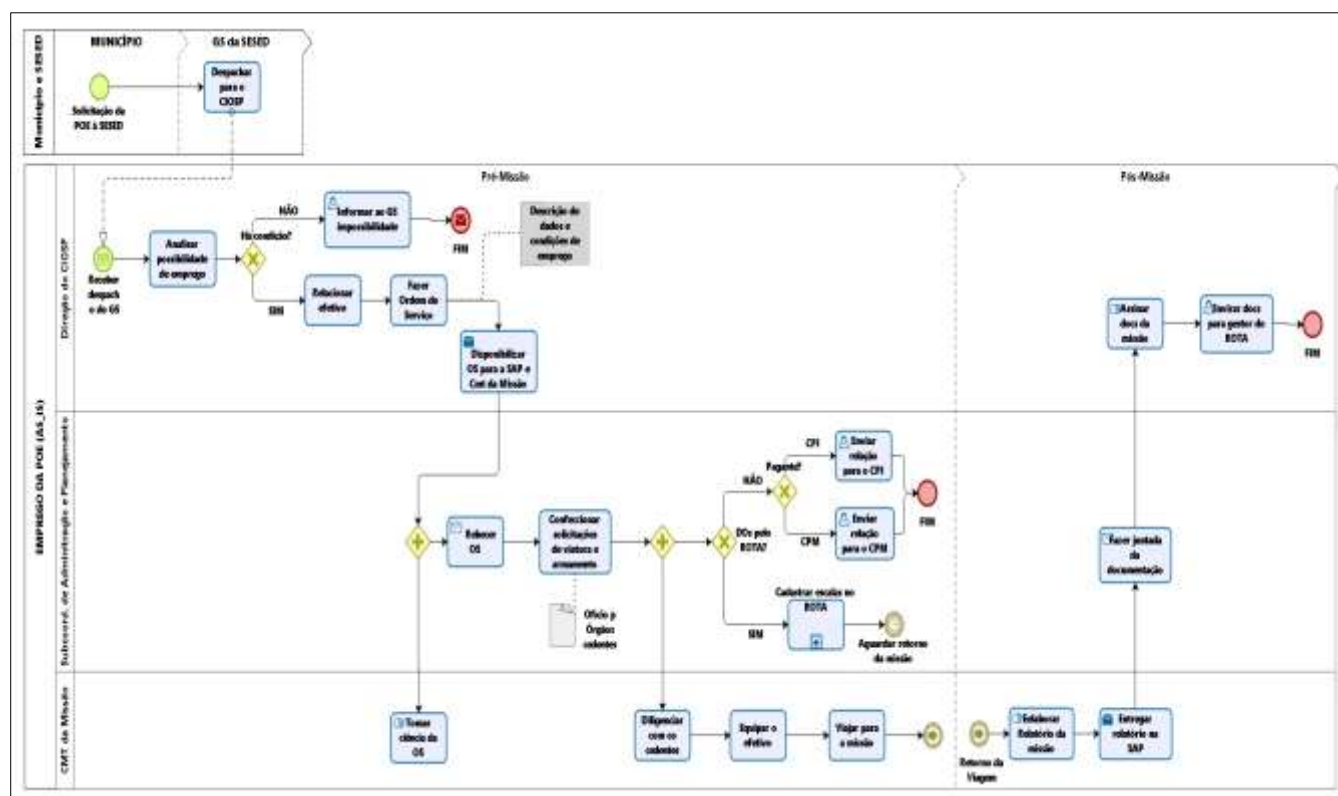 Município e SESED
MUNICÍPIO
GS da SESED
Solicitação da
POE à SESED
Despachar
para o
CIOSP
EMPREGO DA POE (AS_IS)
Pré-Missão
Pós-Missão
Direção do CIOSP
Receber
despach
o do GS
Analisar
possibilidade
de emprego
Há condição?
NÃO
Informar ao GS
impossibilidade
FIM
SIM
Relacionar
efetivo
Fazer
Ordem de
Serviço
Descrição de
dados e
condições de
emprego
Disponibilizar
OS para a SAP e
Cmt da Missão
Assinar
docs da
missão
Enviar docs
para gestor do
ROTA
FIM
Subcoord. de Administração e Planejamento
Receber
OS
Confeccionar
solicitações
de viatura e
armamento
Ofício p
Órgãos
cedentes
DOs pelo
ROTA?
NÃO
Pagante?
CPI
Enviar
relação
para o CPI
CPM
Enviar
relação
para o CPM
FIM
SIM
Cadastrar escalas no
ROTA
Aguardar retorno
da missão
Fazer juntada da
documentação
CMT da Missão
Tomar
ciência da
OS
Diligenciar
com os
cedentes
Equipar o
efetivo
Viajar para
a missão
Retorno da
Viagem
Relatório da
missão
Entregar
relatório na
SAP